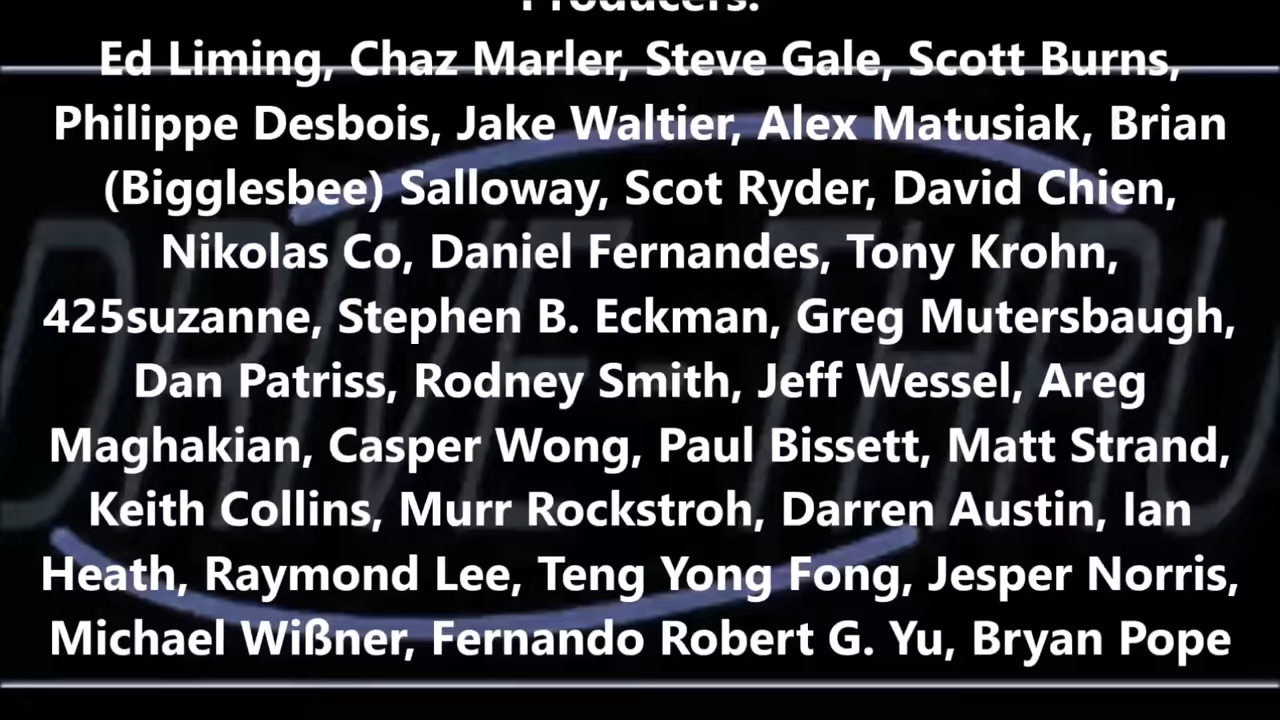 Producers:
Ed Liming, Chaz Marler, Steve Gale, Scott Burns,
Philippe Desbois, Jake Waltier, Alex Matusiak, Brian
(Bigglesbee) Salloway, Scot Ryder, David Chien,
Nikolas Co, Daniel Fernandes, Tony Krohn,
425suzanne, Stephen B. Eckman, Greg Mutersbaugh,
Dan Patriss, Rodney Smith, Jeff Wessel, Areg
Maghakian, Casper Wong, Paul Bissett, Matt Strand,
Keith Collins, Murr Rockstroh, Darren Austin, Ian
Heath, Raymond Lee, Teng Yong Fong, Jesper Norris,
Michael Wißner, Fernando Robert G. Yu, Bryan Pope
DRIVE-THRU